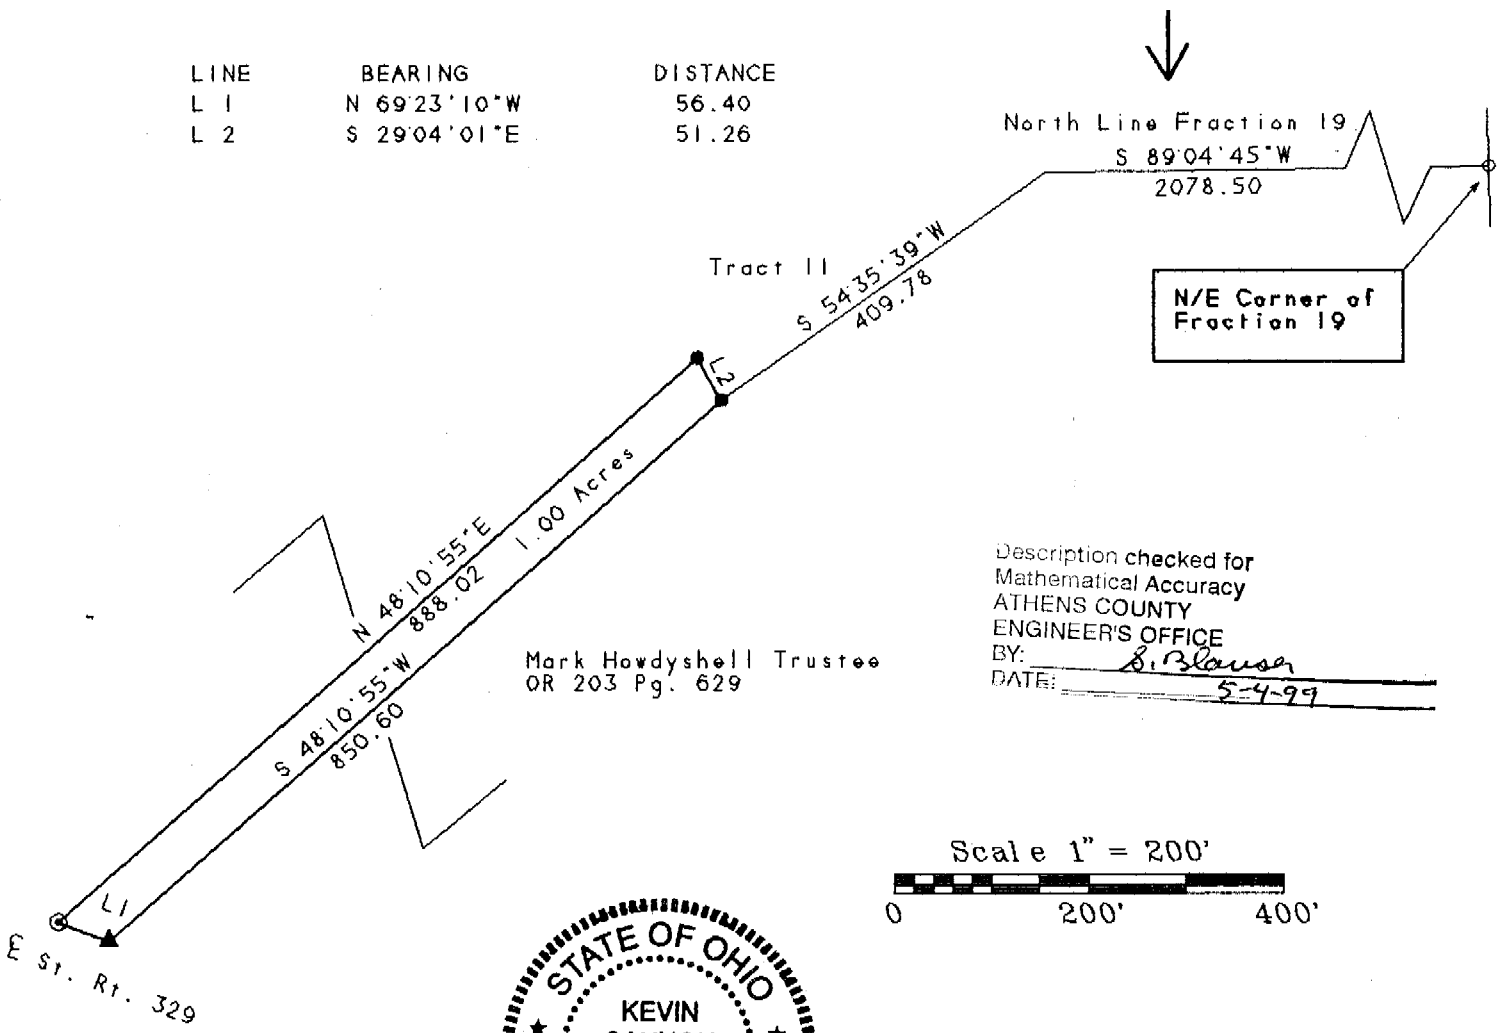 LINE BEARING DISTANCE
L 1 N 69°23'10"W 56.40
L 2 S 29°04'01"E 51.26
North Line Fraction 19
S 89°04'45"W
2078.50
N/E Corner of
Fraction 19
Tract II
S 54°35'39"W
409.78
L2
1.00 Acres
N 48°10'55"E
888.02
S 48°10'55"W
850.60
Mark Howdyshell Trustee
OR 203 Pg. 629
Description checked for
Mathematical Accuracy
ATHENS COUNTY
ENGINEER'S OFFICE
BY: S. Blauser
DATE: 5-4-99
Scale 1" = 200'
0 200' 400'
L1
℄ St. Rt. 329
STATE OF OHIO
KEVIN